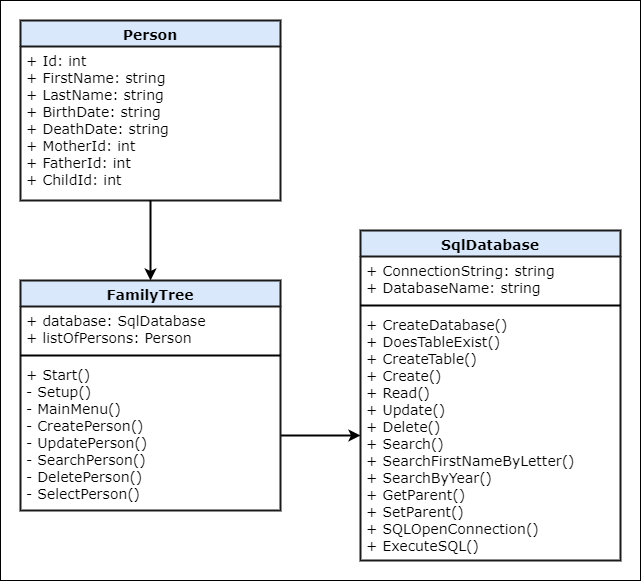 Person
+ Id: int
+ FirstName: string
+ LastName: string
+ BirthDate: string
+ DeathDate: string
+ MotherId: int
+ FatherId: int
+ ChildId: int
FamilyTree
+ database: SqlDatabase
+ listOfPersons: Person
+ Start()
- Setup()
- MainMenu()
- CreatePerson()
- UpdatePerson()
- SearchPerson()
- DeletePerson()
- SelectPerson()
SqlDatabase
+ ConnectionString: string
+ DatabaseName: string
+ CreateDatabase()
+ DoesTableExist()
+ CreateTable()
+ Create()
+ Read()
+ Update()
+ Delete()
+ Search()
+ SearchFirstNameByLetter()
+ SearchByYear()
+ GetParent()
+ SetParent()
+ SQLOpenConnection()
+ ExecuteSQL()